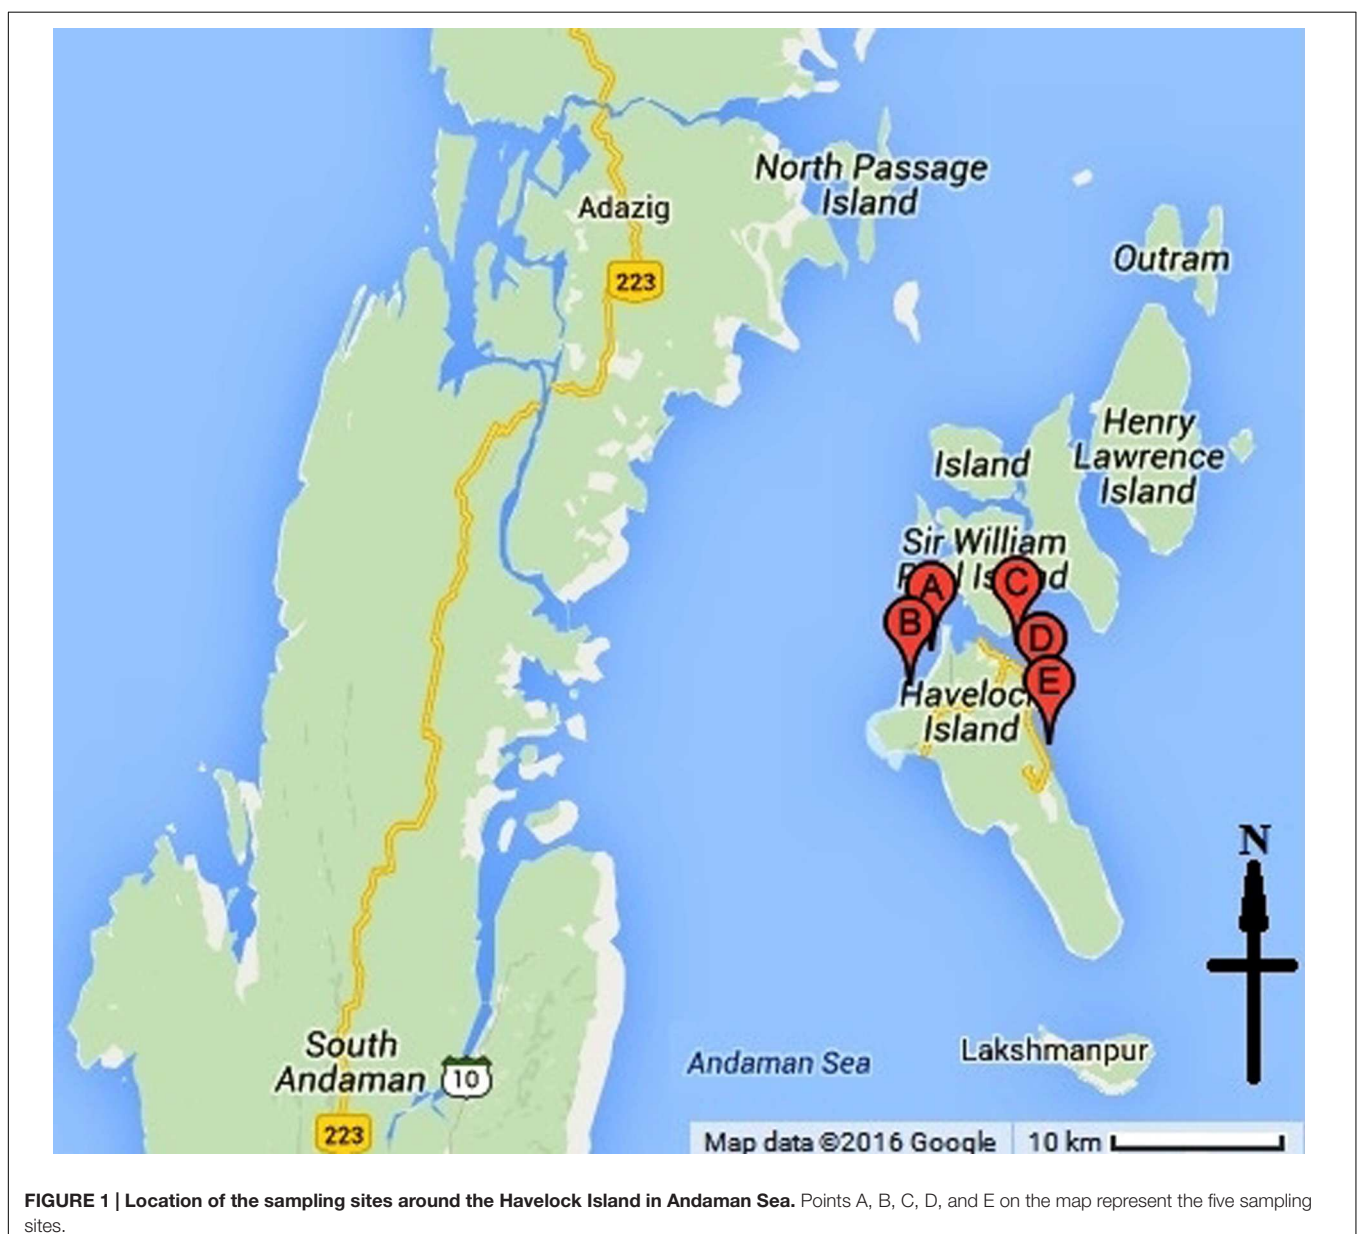 North Passage
Island
Adazig
Outram
223
Henry
Lawrence
Island
Island
Sir William
Island
A
C
B
D
E
Havelock
Island
N
South
Andaman
10
Andaman Sea
Lakshmanpur
223
Map data ©2016 Google
10 km
FIGURE 1 | Location of the sampling sites around the Havelock Island in Andaman Sea. Points A, B, C, D, and E on the map represent the five sampling
sites.